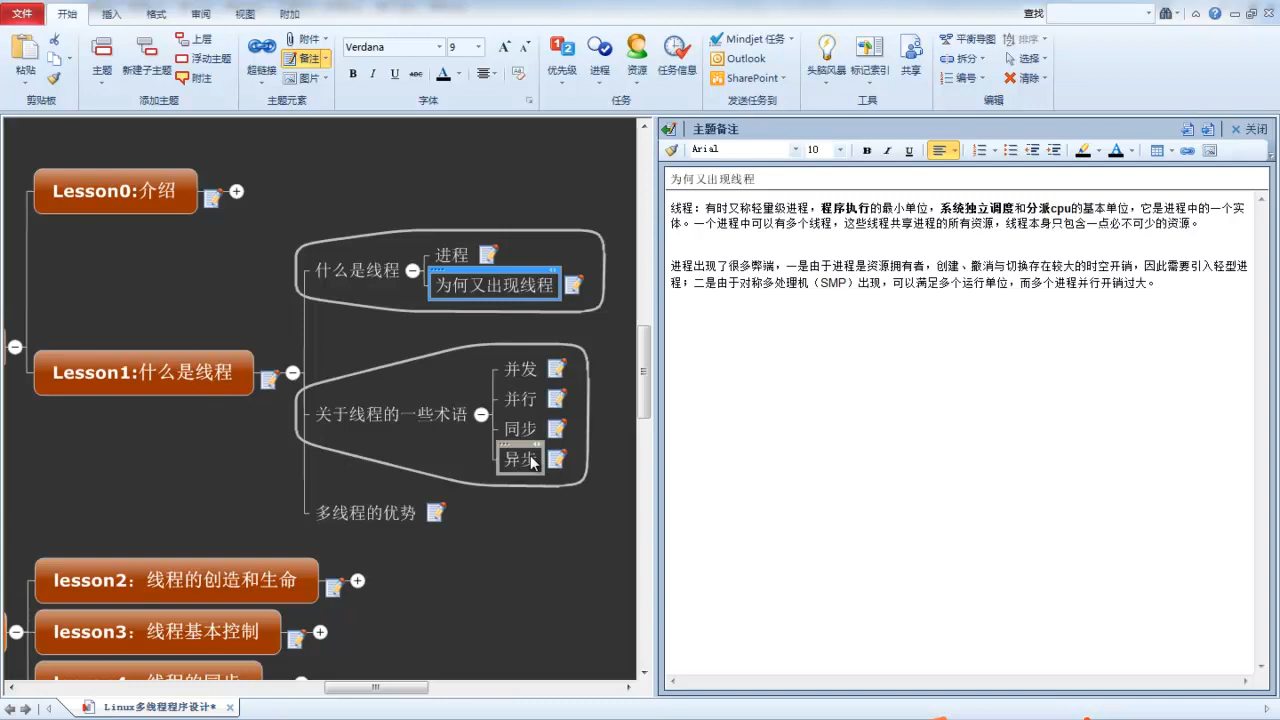 文件
开始
插入
格式
审阅
视图
附加
查找
粘贴
剪贴板
主题
新建子主题
上层
浮动主题
附注
添加主题
超链接
附件
备注
图片
主题元素
Verdana
9
B I U abc A
字体
优先级
进程
资源
任务信息
任务
Mindjet 任务
Outlook
SharePoint
发送任务到
头脑风暴
标记索引
共享
工具
平衡导图
排序
拆分
选择
编号
清除
编辑
Lesson0:介绍
什么是线程
进程
为何又出现线程
Lesson1:什么是线程
关于线程的一些术语
并发
并行
同步
异步
多线程的优势
lesson2：线程的创造和生命
lesson3：线程基本控制
主题备注
关闭
Arial
10
B I U
为何又出现线程
线程：有时又称轻量级进程，程序执行的最小单位，系统独立调度和分派cpu的基本单位，它是进程中的一个实
体。一个进程中可以有多个线程，这些线程共享进程的所有资源，线程本身只包含一点必不可少的资源。
进程出现了很多弊端，一是由于进程是资源拥有者，创建、撤消与切换存在较大的时空开销，因此需要引入轻型进
程；二是由于对称多处理机（SMP）出现，可以满足多个运行单位，而多个进程并行开销过大。
Linux多线程程序设计*